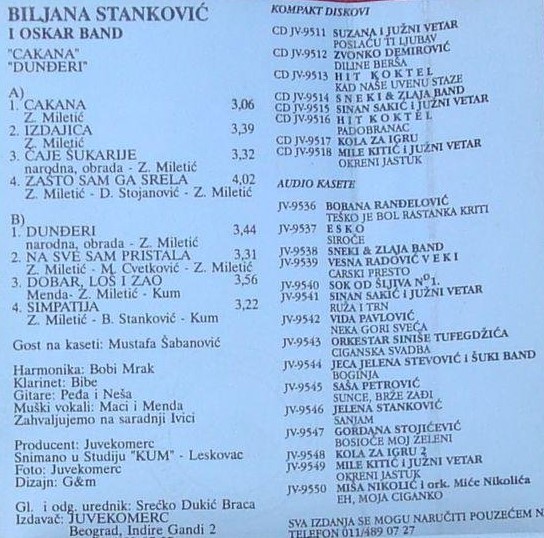 BILJANA STANKOVIĆ
I OSKAR BAND
"CAKANA"
"DUNĐERI"
A)
1. CAKANA 3,06
Z. Miletić
2. IZDAJICA 3,39
Z. Miletić
3. ČAJE ŠUKARIJE 3,32
narodna, obrada - Z. Miletić
4. ZAŠTO SAM GA SRELA 4,02
Z. Miletić - D. Stojanović - Z. Miletić
B)
1. DUNĐERI 3,44
narodna, obrada - Z. Miletić
2. NA SVE SAM PRISTALA 3,31
Z. Miletić - M. Cvetković - Z. Miletić
3. DOBAR, LOŠ I ZAO 3,56
Menda- Z. Miletić - Kum
4. SIMPATIJA 3,22
Z. Miletić - B. Stanković - Kum
Gost na kaseti: Mustafa Šabanović
Harmonika: Bobi Mrak
Klarinet: Bibe
Gitare: Peđa i Neša
Muški vokali: Maci i Menda
Zahvaljujemo na saradnji Ivici
Producent: Juvekomerc
Snimano u Studiju "KUM" - Leskovac
Foto: Juvekomerc
Dizajn: G&m
Gl. i odg. urednik: Srećko Dukić Braca
Izdavač: JUVEKOMERC
Beograd, Indire Gandi 2
KOMPAKT DISKOVI
CD JV-9511 SUZANA I JUŽNI VETAR
POSLAĆU TI LJUBAV
CD JV-9512 ZVONKO DEMIROVIĆ
DILINE BERŠA
CD JV-9513 HIT KOKTEL
KAD NAŠE UVENU STAZE
CD JV-9514 SNEKI & ZLAJA BAND
CD JV-9515 SINAN SAKIĆ I JUŽNI VETAR
CD JV-9516 HIT KOKTEL
PADOBRANAC
CD JV-9517 KOLA ZA IGRU
CD JV-9518 MILE KITIĆ I JUŽNI VETAR
OKRENI JASTUK
AUDIO KASETE
JV-9536 BOBANA RANĐELOVIĆ
TEŠKO JE BOL RASTANKA KRITI
JV-9537 ESKO
SIROČE
JV-9538 SNEKI & ZLAJA BAND
JV-9539 VESNA RADOVIĆ VEKI
CARSKI PRESTO
JV-9540 SOK OD ŠLJIVA Nº1.
JV-9541 SINAN SAKIĆ I JUŽNI VETAR
RUŽA I TRN
JV-9542 VIDA PAVLOVIĆ
NEKA GORI SVEĆA
JV-9543 ORKESTAR SINIŠE TUFEGDŽIĆA
CIGANSKA SVADBA
JV-9544 JECA JELENA STEVOVIĆ i ŠUKI BAND
BOGINJA
JV-9545 SAŠA PETROVIĆ
SUNCE, BRŽE ZAĐI
JV-9546 JELENA STANKOVIĆ
SANJAM
JV-9547 GORDANA STOJIĆEVIĆ
BOSIOČE MOJ ŽELENI
JV-9548 KOLA ZA IGRU 2
JV-9549 MILE KITIĆ i JUŽNI VETAR
OKRENI JASTUK
JV-9550 MIŠA NIKOLIĆ i ork. Miće Nikolića
EH, MOJA CIGANKO
SVA IZDANJA SE MOGU NARUČITI POUZEĆEM N
TELEFON 011/489 07 27